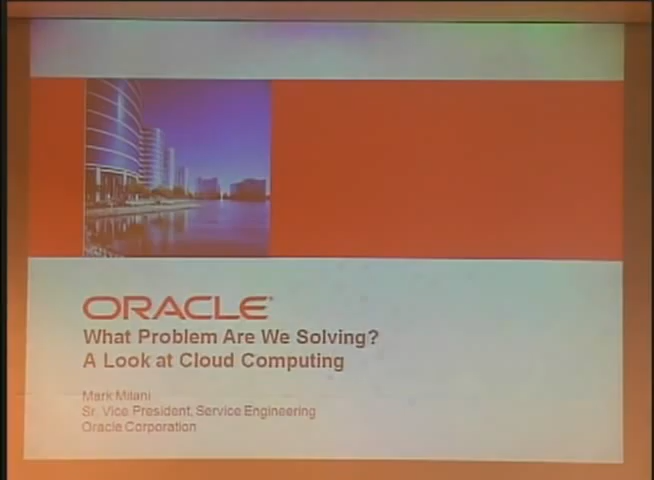 ORACLE
What Problem Are We Solving?
A Look at Cloud Computing
Mark Milani
Sr. Vice President, Service Engineering
Oracle Corporation